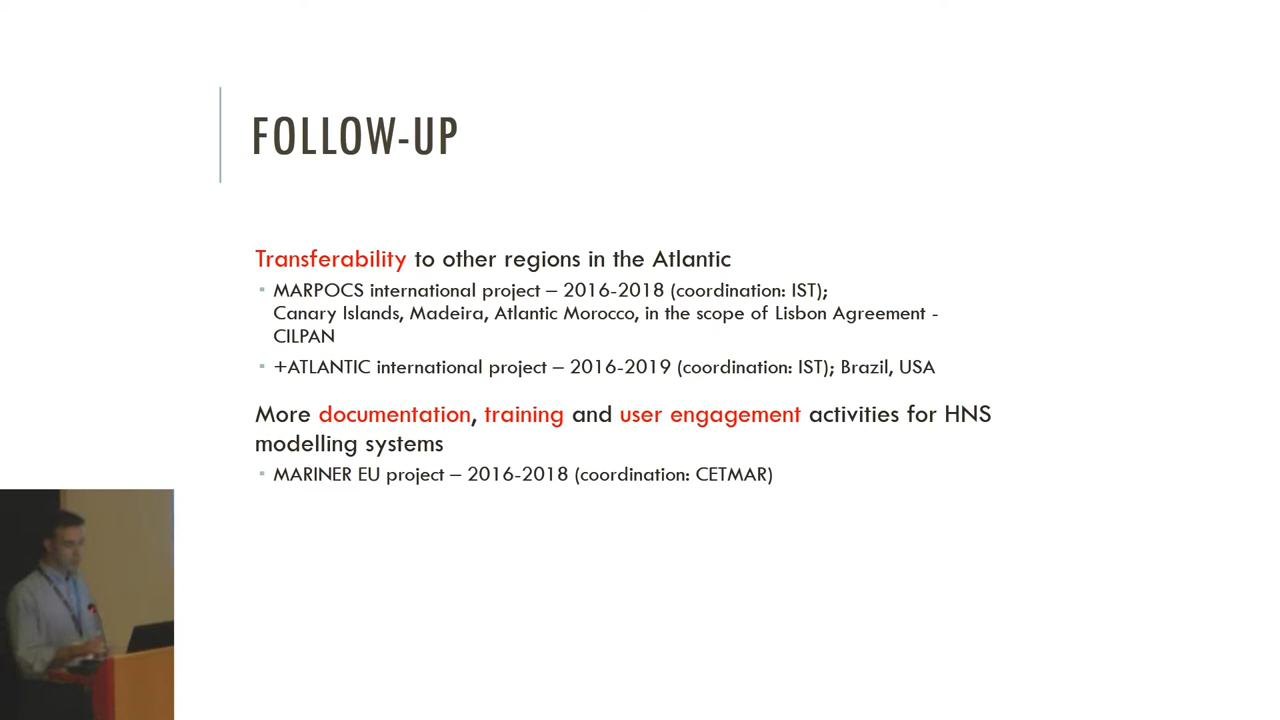 FOLLOW-UP
Transferability to other regions in the Atlantic
▪ MARPOCS international project – 2016-2018 (coordination: IST);
Canary Islands, Madeira, Atlantic Morocco, in the scope of Lisbon Agreement -
CILPAN
▪ +ATLANTIC international project – 2016-2019 (coordination: IST); Brazil, USA
More documentation, training and user engagement activities for HNS
modelling systems
▪ MARINER EU project – 2016-2018 (coordination: CETMAR)